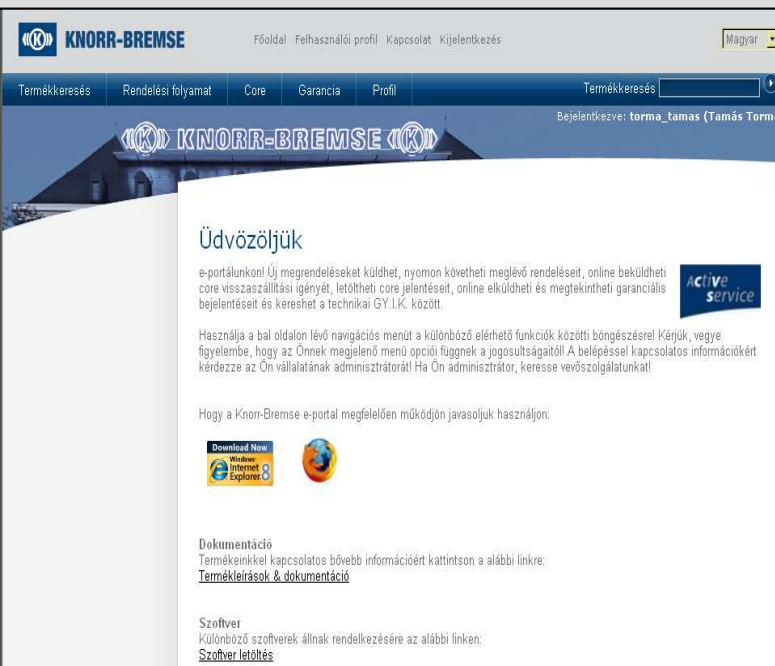 KNORR-BREMSE
Főoldal Felhasználói profil Kapcsolat Kijelentkezés
Magyar
Termékkeresés Rendelési folyamat Core Garancia Profil
Termékkeresés
Bejelentkezve: torma_tamas (Tamás Torma
KNORR-BREMSE
Üdvözöljük
e-portálunkon! Új megrendeléseket küldhet, nyomon követheti meglévő rendeléseit, online beküldheti
core visszaszállítási igényét, letöltheti core jelentéseit, online elküldheti és megtekintheti garanciális
bejelentéseit és kereshet a technikai GY.I.K. között.
Active
Service
Használja a bal oldalon lévő navigációs menüt a különböző elérhető funkciók közötti böngészésre! Kérjük, vegye
figyelembe, hogy az Önnek megjelenő menü opciói függnek a jogosultságaitól! A belépéssel kapcsolatos információkért
kérdezze az Ön vállalatának adminisztrátorát! Ha Ön adminisztrátor, keresse vevőszolgálatunkat!
Hogy a Knorr-Bremse e-portal megfelelően működjön javasoljuk használjon:
Download Now
Windows
Internet
Explorer 8
Dokumentáció
Termékeinkkel kapcsolatos bővebb információért kattintson a alábbi linkre:
Termékleírások & dokumentáció
Szoftver
Különböző szoftverek állnak rendelkezésére az alábbi linken:
Szoftver letöltés